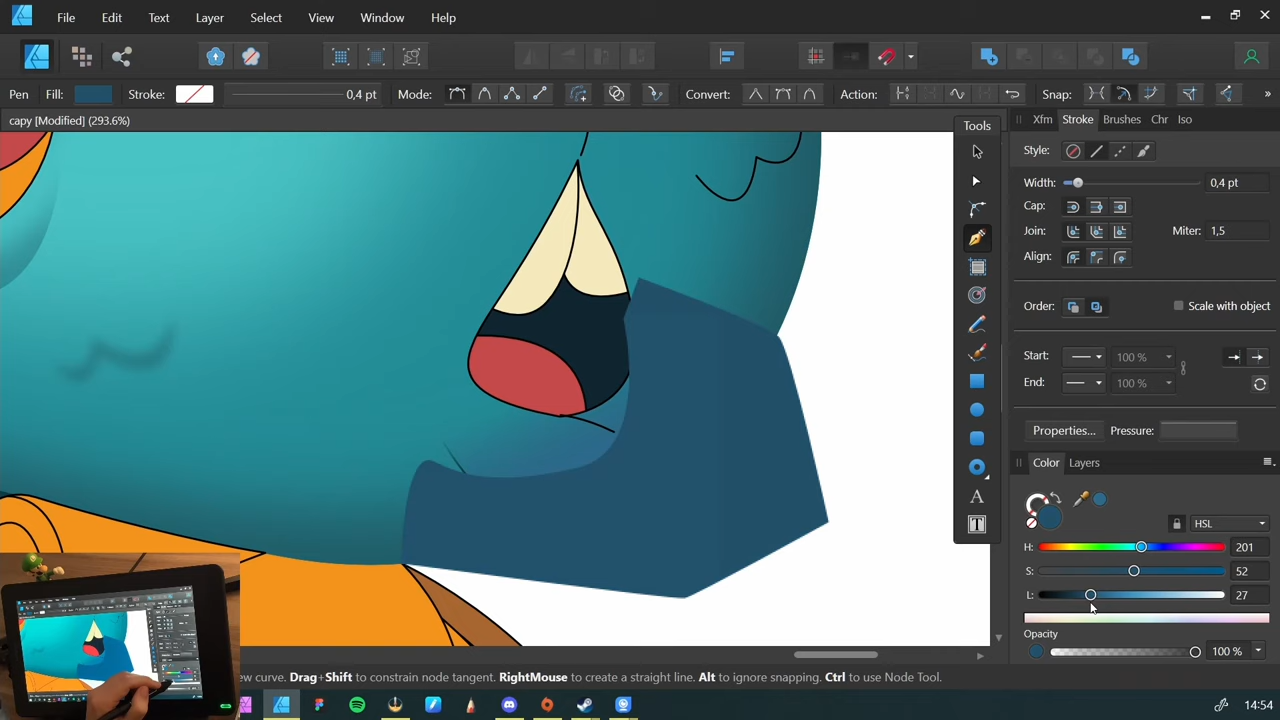 File Edit Text Layer Select View Window Help
Pen Fill: Stroke: 0,4 pt Mode: Convert: Action: Snap: »
capy [Modified] (293.6%)
Tools
Xfm Stroke Brushes Chr Iso
Style:
Width: 0,4 pt
Cap:
Join: Miter: 1,5
Align:
Order: Scale with object
Start: 100 %
End: 100 %
Properties... Pressure:
Color Layers
HSL
H: 201
S: 52
L: 27
Opacity
100 %
A
T
ew curve. Drag+Shift to constrain node tangent. RightMouse to create a straight line. Alt to ignore snapping. Ctrl to use Node Tool.
14:54